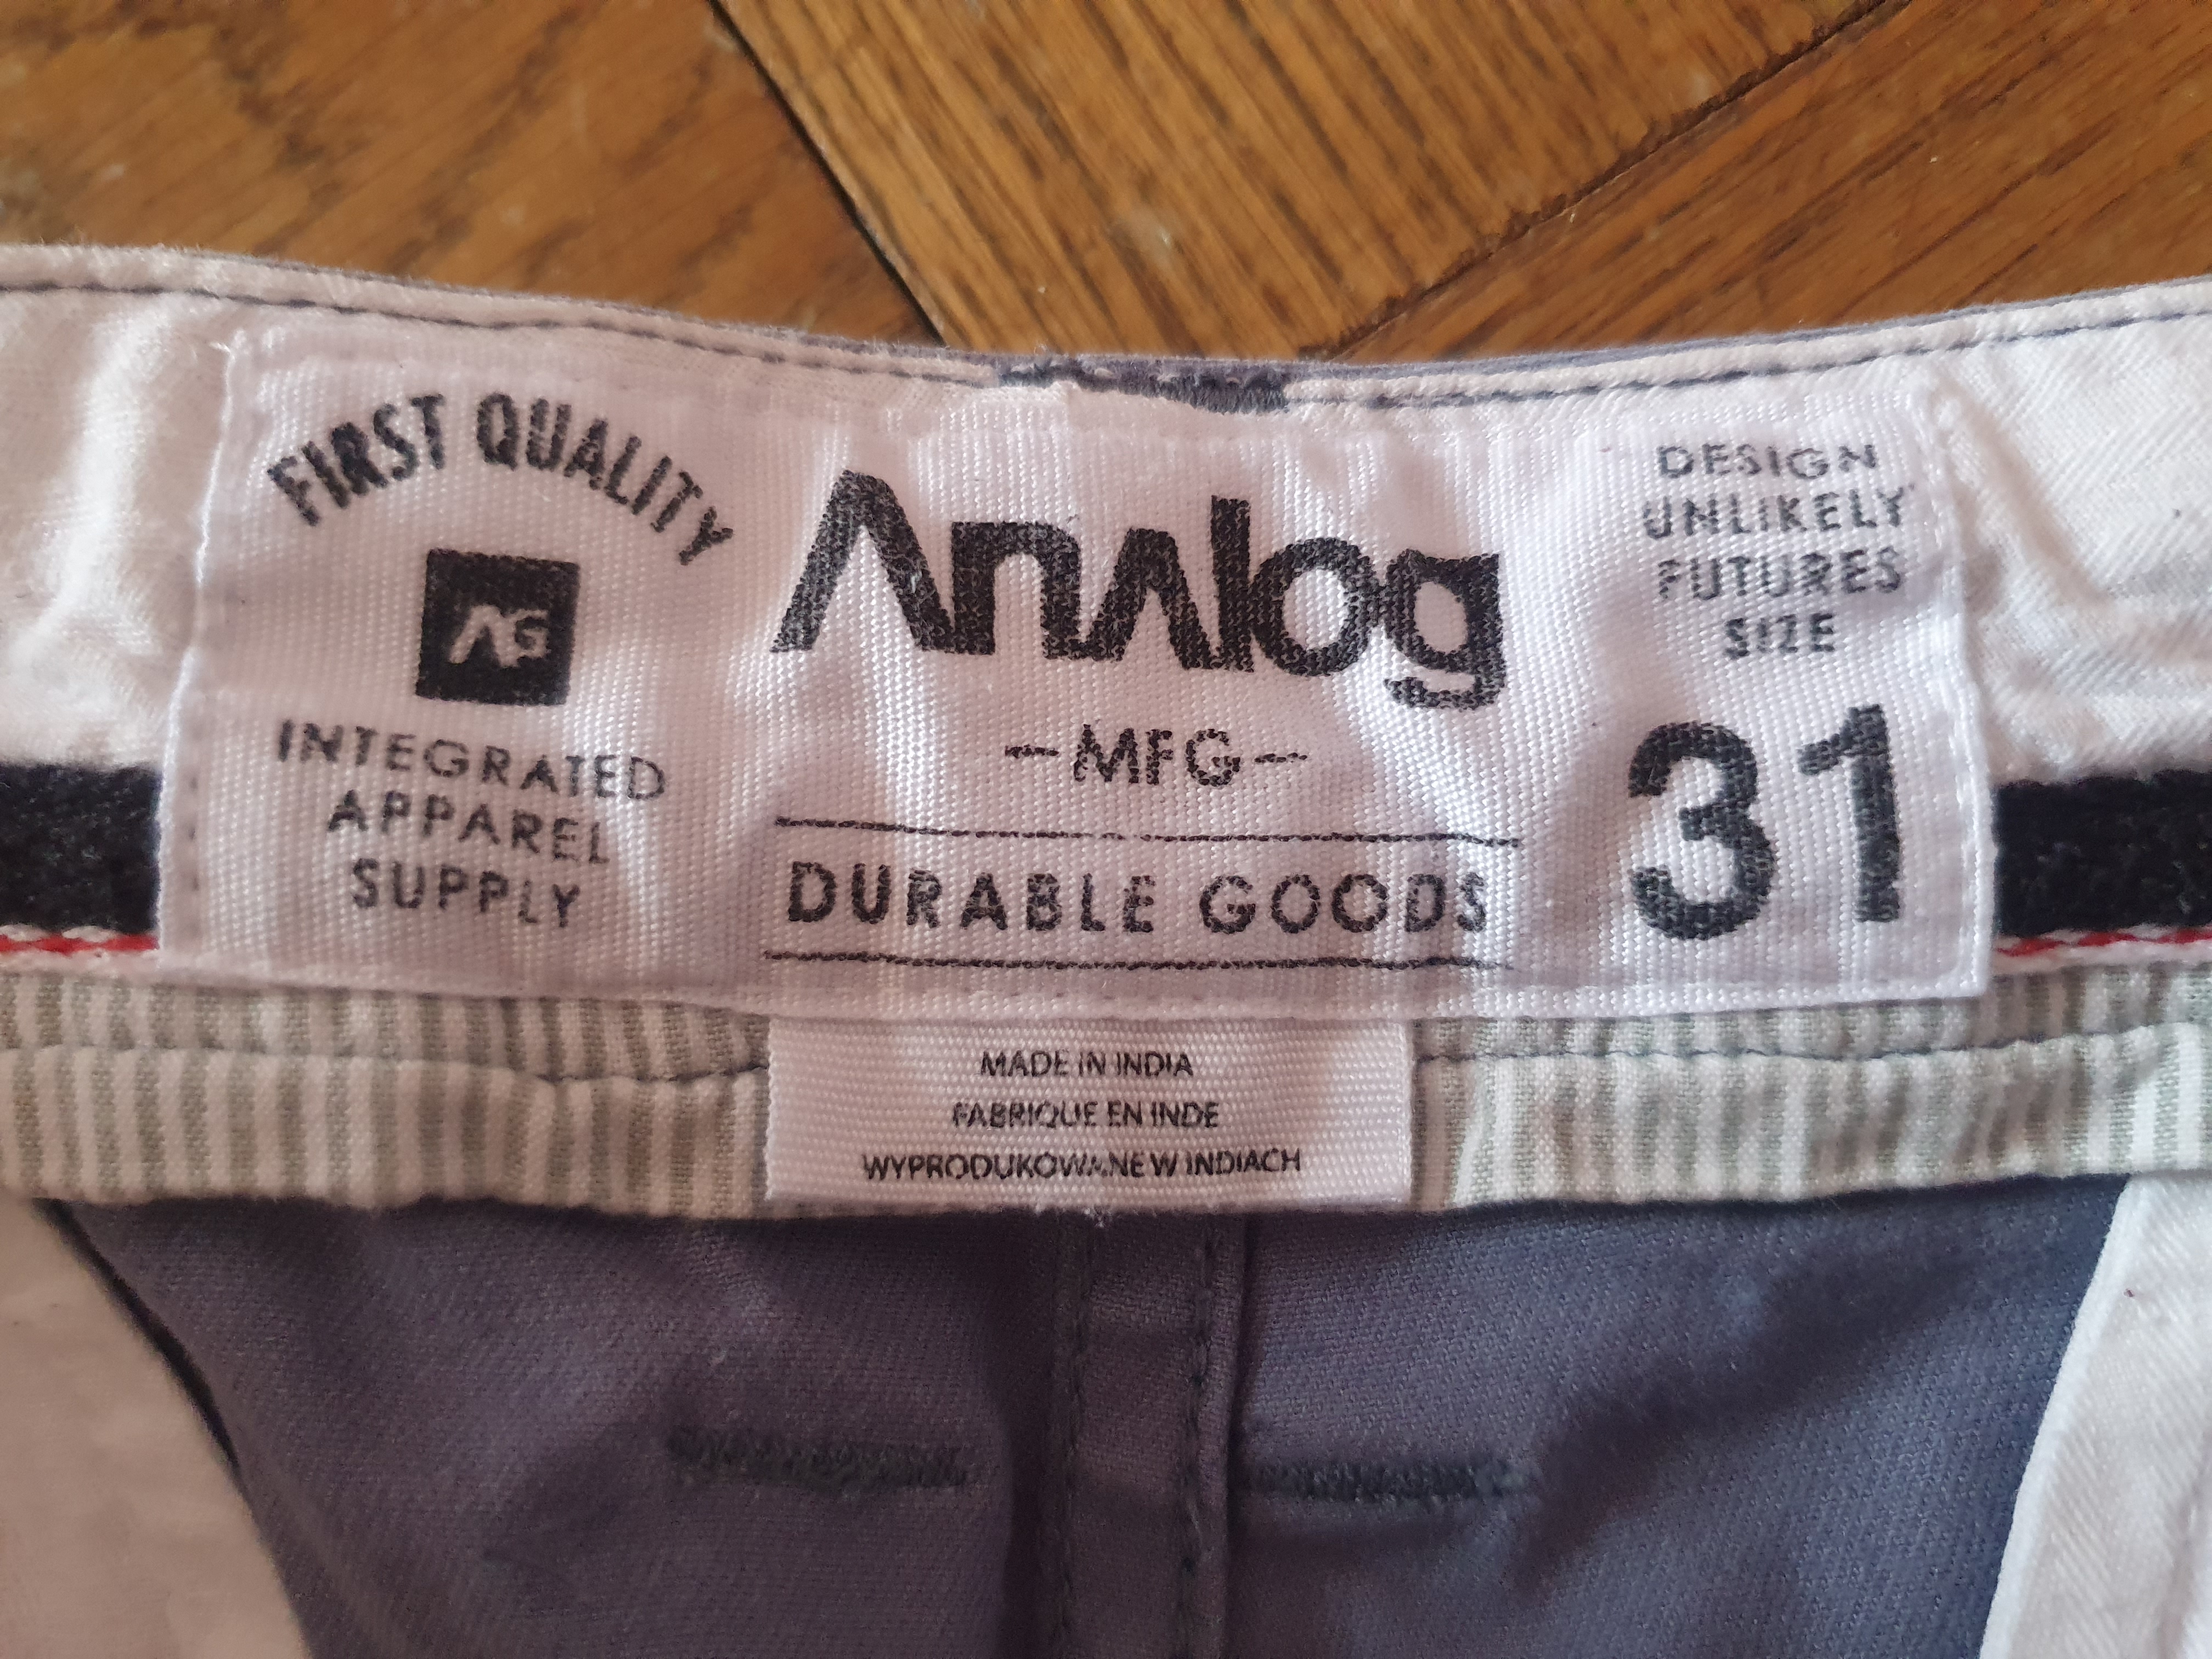 FIRST QUALITY
AG
INTEGRATED
APPAREL
SUPPLY
Analog
-MFG-
DURABLE GOODS
DESIGN
UNLIKELY
FUTURES
SIZE
31
MADE IN INDIA
FABRIQUE EN INDE
WYPRODUKOWANE W INDIACH